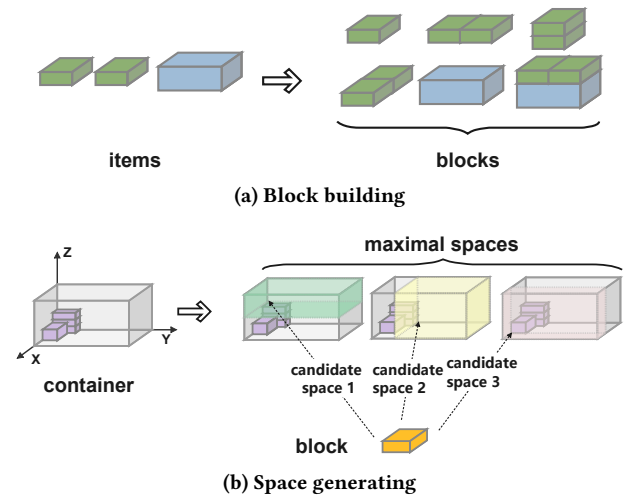 items
blocks
(a) Block building
maximal spaces
Z
Y
X
container
candidate
space 1
candidate
space 2
candidate
space 3
block
(b) Space generating